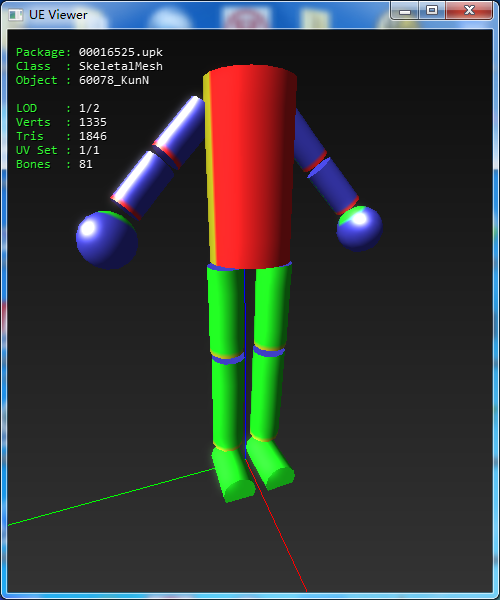 UE Viewer
Package: 00016525.upk
Class : SkeletalMesh
Object : 60078_KunN
LOD : 1/2
Verts : 1335
Tris : 1846
UV Set : 1/1
Bones : 81